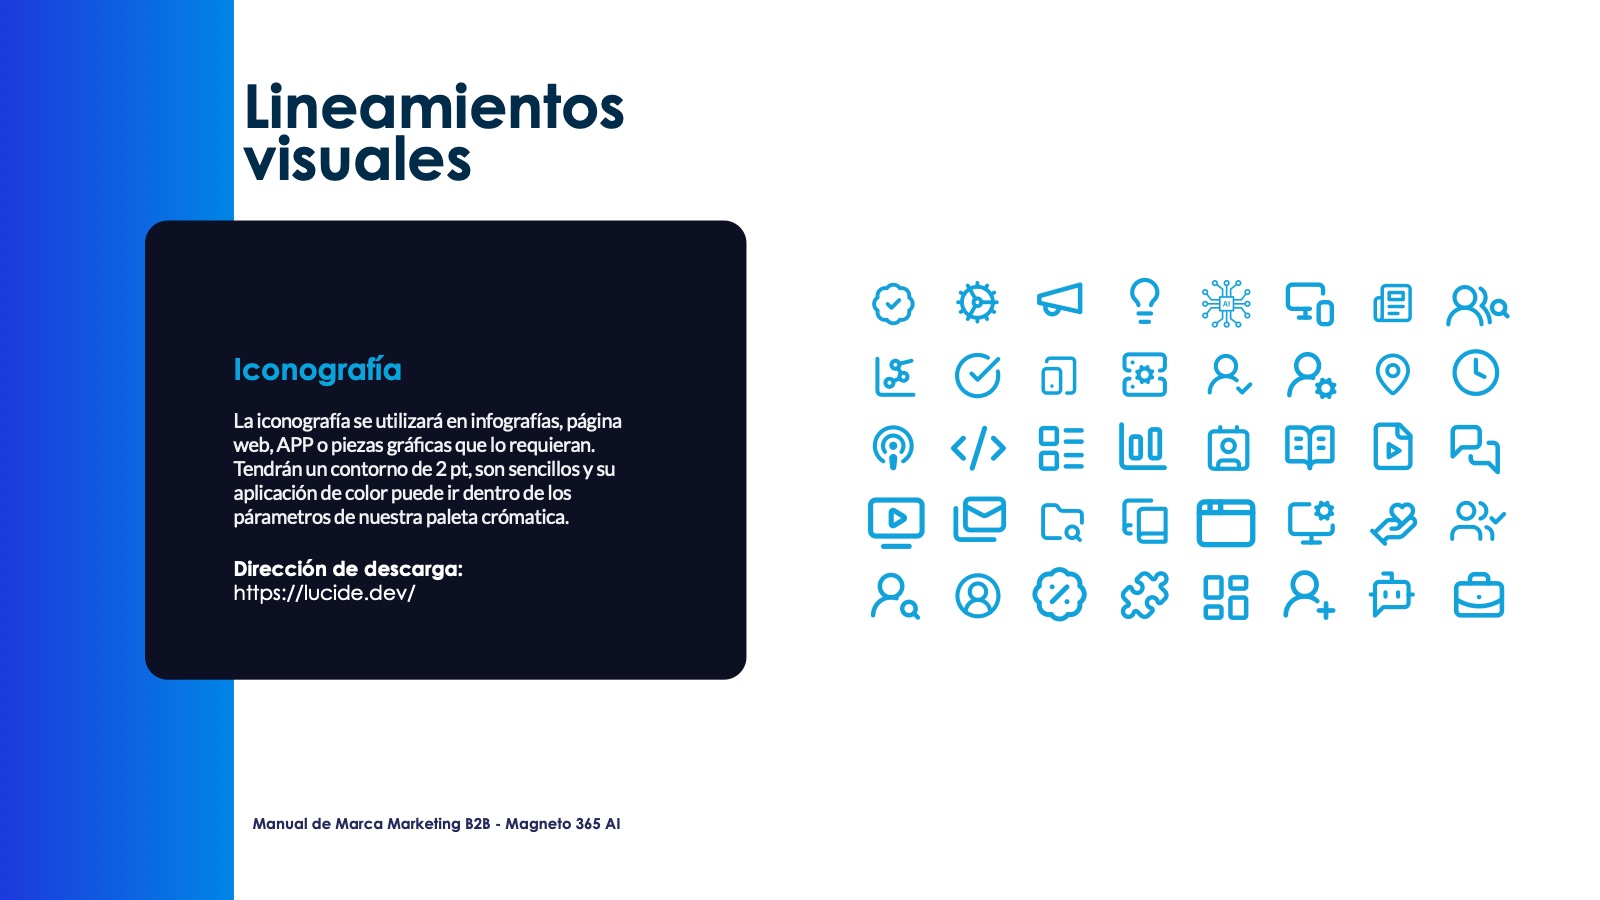 Lineamientos
visuales
Iconografía
La iconografía se utilizará en infografías, página
web, APP o piezas gráficas que lo requieran.
Tendrán un contorno de 2 pt, son sencillos y su
aplicación de color puede ir dentro de los
párametros de nuestra paleta crómatica.
Dirección de descarga:
https://lucide.dev/
AI
Manual de Marca Marketing B2B - Magneto 365 AI